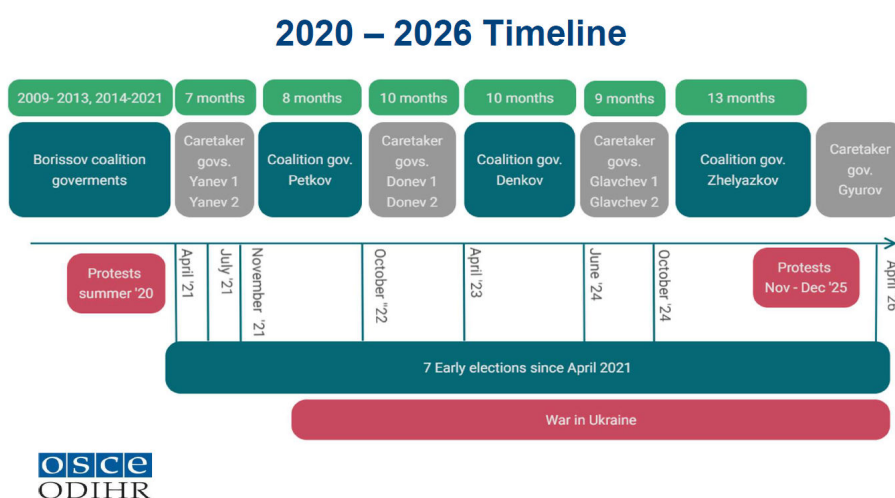 2020 – 2026 Timeline
2009- 2013, 2014-2021
7 months
8 months
10 months
10 months
9 months
13 months
Borissov coalition
goverments
Caretaker
govs.
Yanev 1
Yanev 2
Coalition gov.
Petkov
Caretaker
govs.
Donev 1
Donev 2
Coalition gov.
Denkov
Caretaker
govs.
Glavchev 1
Glavchev 2
Coalition gov.
Zhelyazkov
Caretaker
gov.
Gyurov
Protests
summer '20
April '21
July '21
November '21
October "22
April '23
June '24
October '24
Protests
Nov - Dec '25
April '26
7 Early elections since April 2021
War in Ukraine
osce
ODIHR